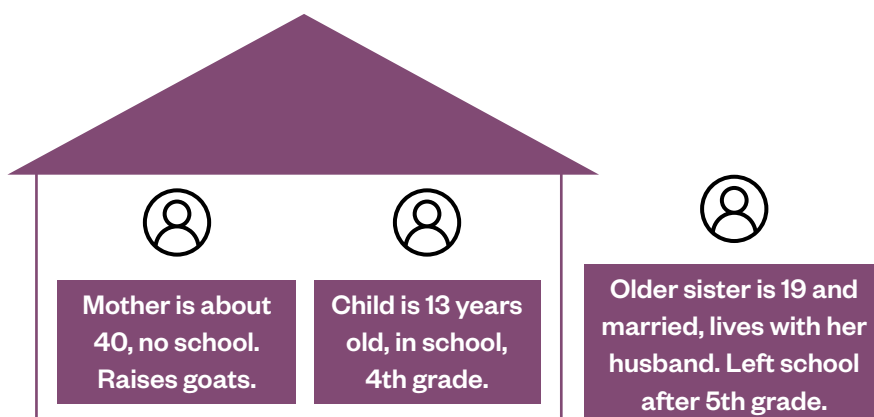 Mother is about
40, no school.
Raises goats.
Child is 13 years
old, in school,
4th grade.
Older sister is 19 and
married, lives with her
husband. Left school
after 5th grade.